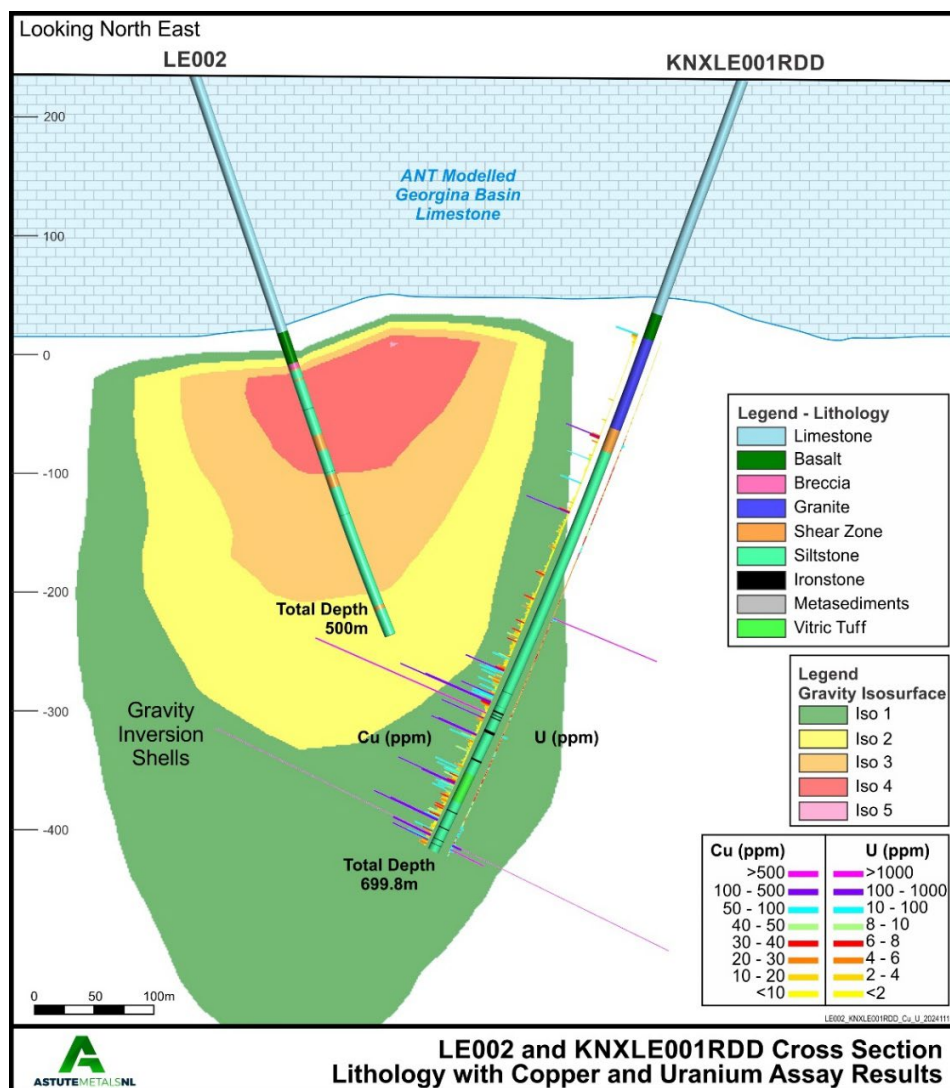 Looking North East
LE002
KNXLE001RDD
200
ANT Modelled
Georgina Basin
Limestone
100
0
-100
-200
-300
-400
Total Depth
500m
Gravity
Inversion
Shells
Cu (ppm)
U (ppm)
Total Depth
699.8m
Legend - Lithology
Limestone
Basalt
Breccia
Granite
Shear Zone
Siltstone
Ironstone
Metasediments
Vitric Tuff
Legend
Gravity Isosurface
Iso 1
Iso 2
Iso 3
Iso 4
Iso 5
Cu (ppm) U (ppm)
>500 >1000
100 - 500 100 - 1000
50 - 100 10 - 100
40 - 50 8 - 10
30 - 40 6 - 8
20 - 30 4 - 6
10 - 20 2 - 4
<10 <2
0 50 100m
LE002_KNXLE001RDD_Cu_U_2024111
ASTUTEMETALSNL
LE002 and KNXLE001RDD Cross Section
Lithology with Copper and Uranium Assay Results